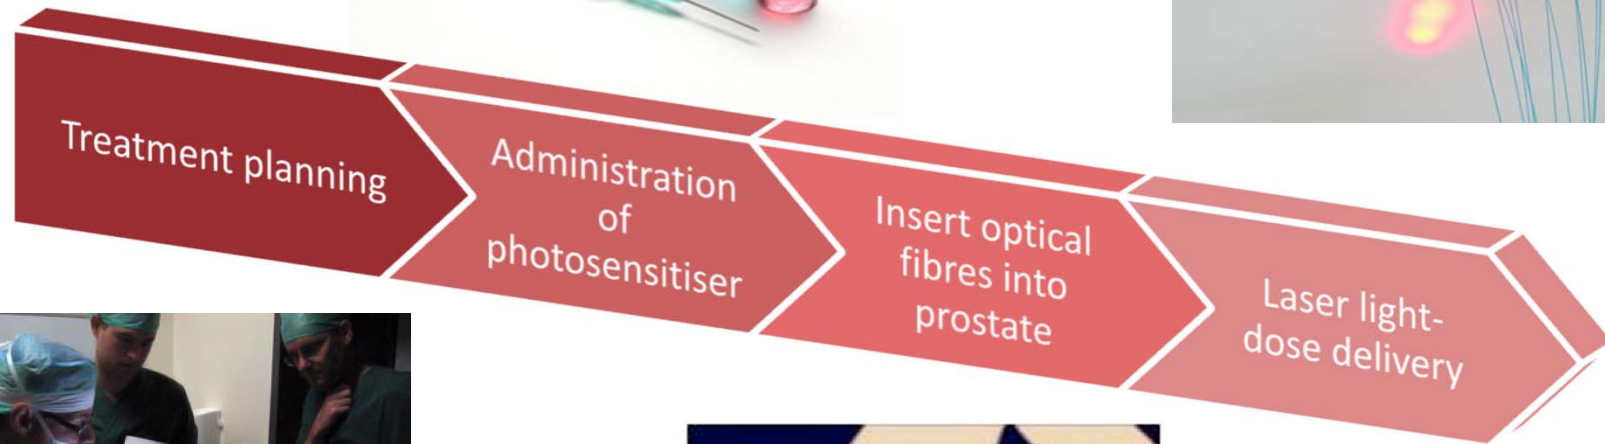 Treatment planning
Administration
of
photosensitiser
Insert optical
fibres into
prostate
Laser light-
dose delivery